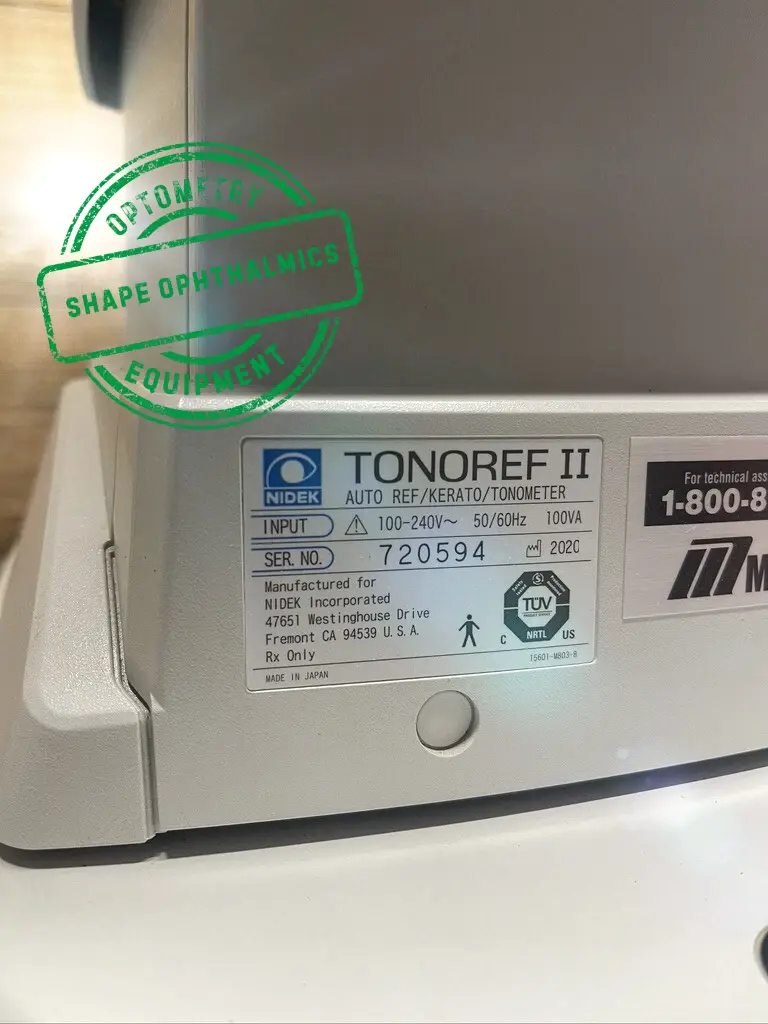 OPTOMETRY
SHAPE OPHTHALMICS
EQUIPMENT
NIDEK
TONOREF II
AUTO REF/KERATO/TONOMETER
INPUT 100-240V~ 50/60Hz 100VA
SER. NO. 720594 2020
Manufactured for
NIDEK Incorporated
47651 Westinghouse Drive
Fremont CA 94539 U.S.A.
Rx Only
MADE IN JAPAN
TÜV
C NRTL US
15601-M803-B
For technical ass
1-800-8
M